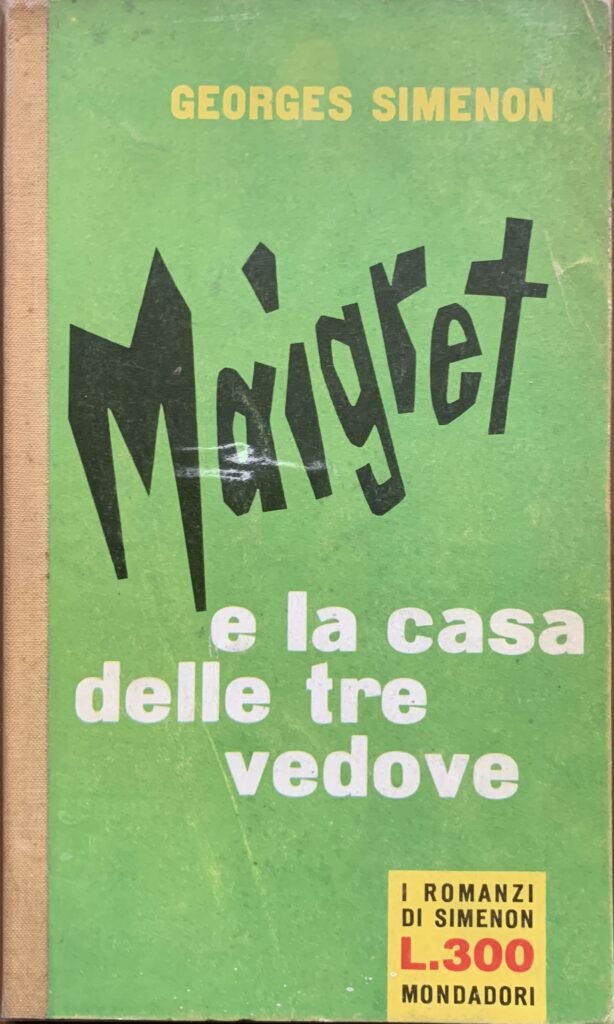 GEORGES SIMENON
Maigret
e la casa
delle tre
vedove
I ROMANZI
DI SIMENON
L.300
MONDADORI